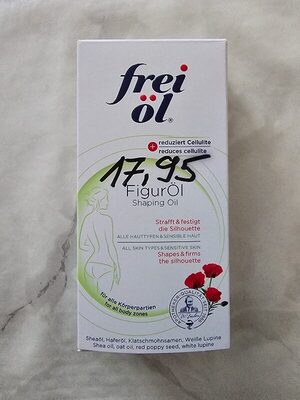 frei
öl®
+ reduziert Cellulite
reduces cellulite
17,95
FigurÖl
Shaping Oil
Strafft & festigt
die Silhouette
ALLE HAUTTYPEN & SENSIBLE HAUT
ALL SKIN TYPES & SENSITIVE SKIN
Shapes & firms
the silhouette
für alle Körperpartien
for all body zones
Sheaöl, Haferöl, Klatschmohnsamen, Weiße Lupine
Shea oil, oat oil, red poppy seed, white lupine